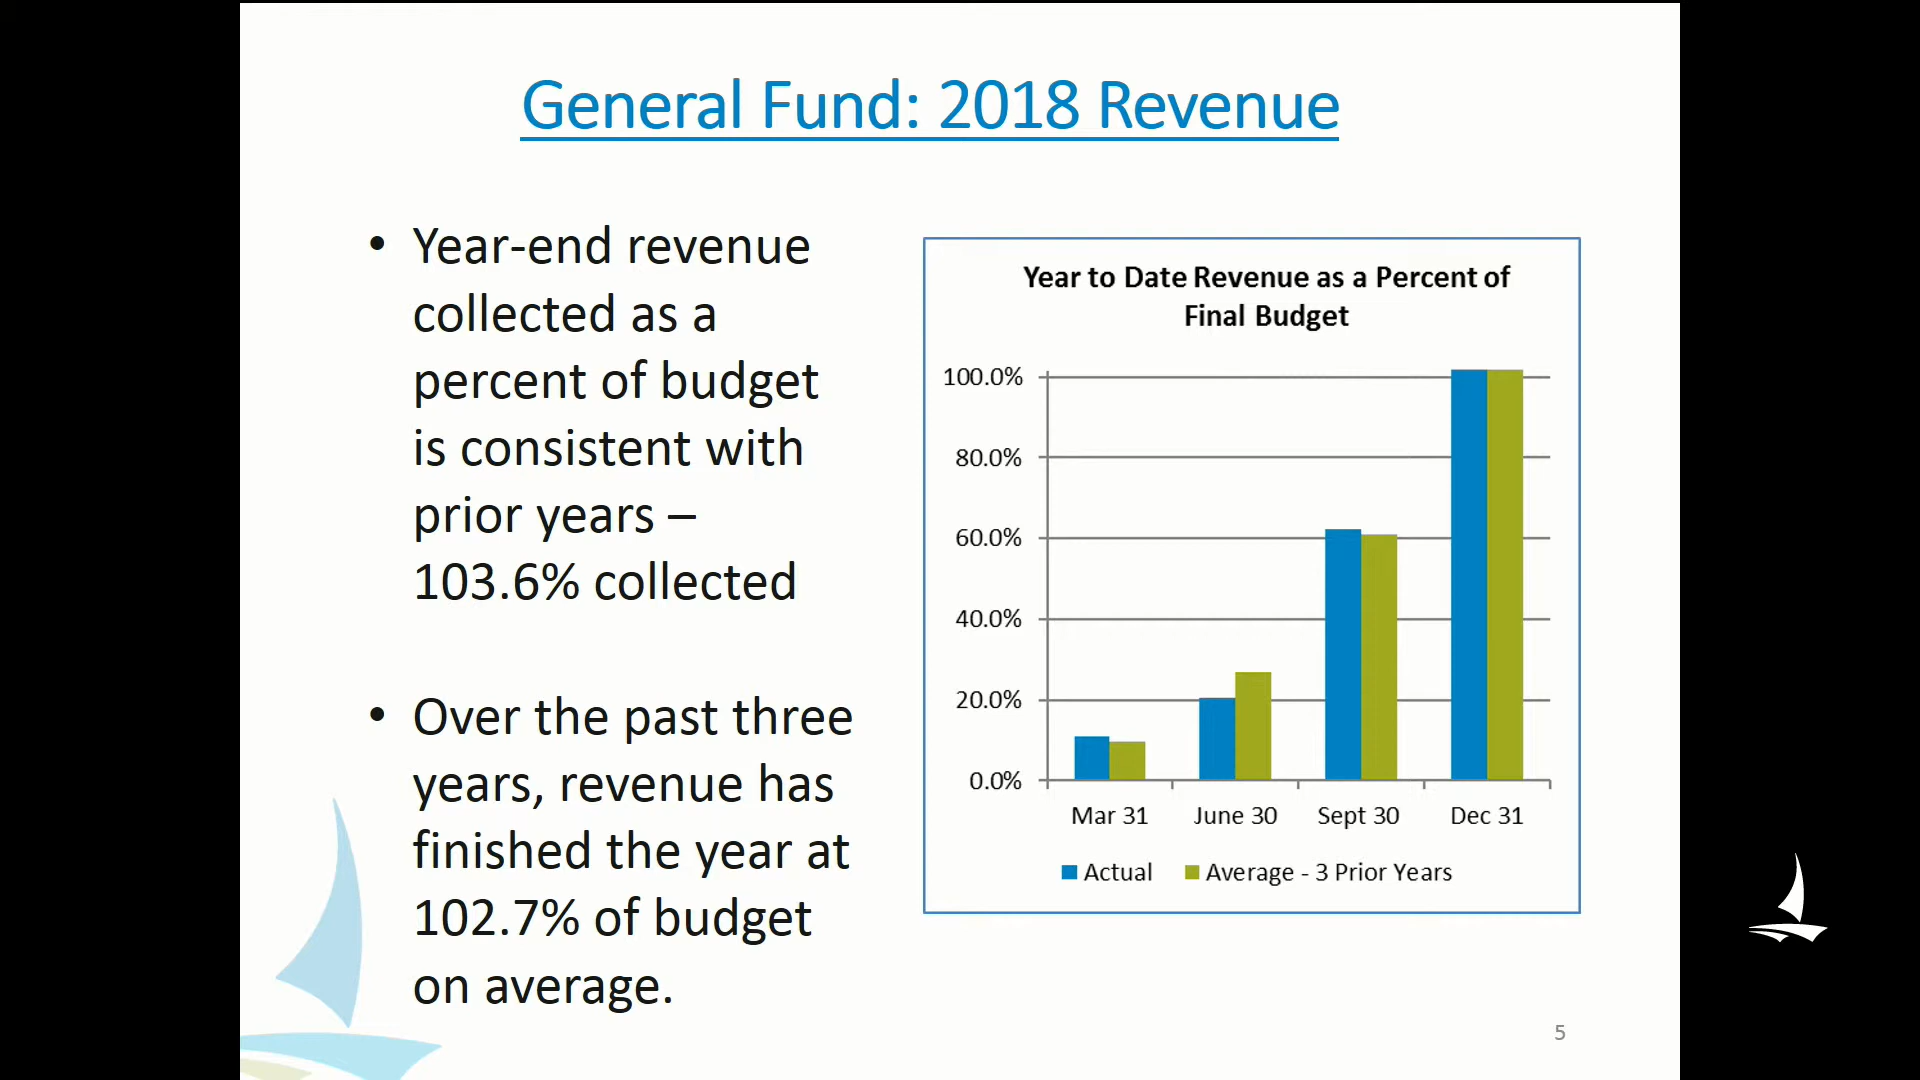 General Fund: 2018 Revenue
• Year-end revenue
collected as a
percent of budget
is consistent with
prior years –
103.6% collected
• Over the past three
years, revenue has
finished the year at
102.7% of budget
on average.
Year to Date Revenue as a Percent of
Final Budget
100.0%
80.0%
60.0%
40.0%
20.0%
0.0%
Mar 31 June 30 Sept 30 Dec 31
Actual Average - 3 Prior Years
5